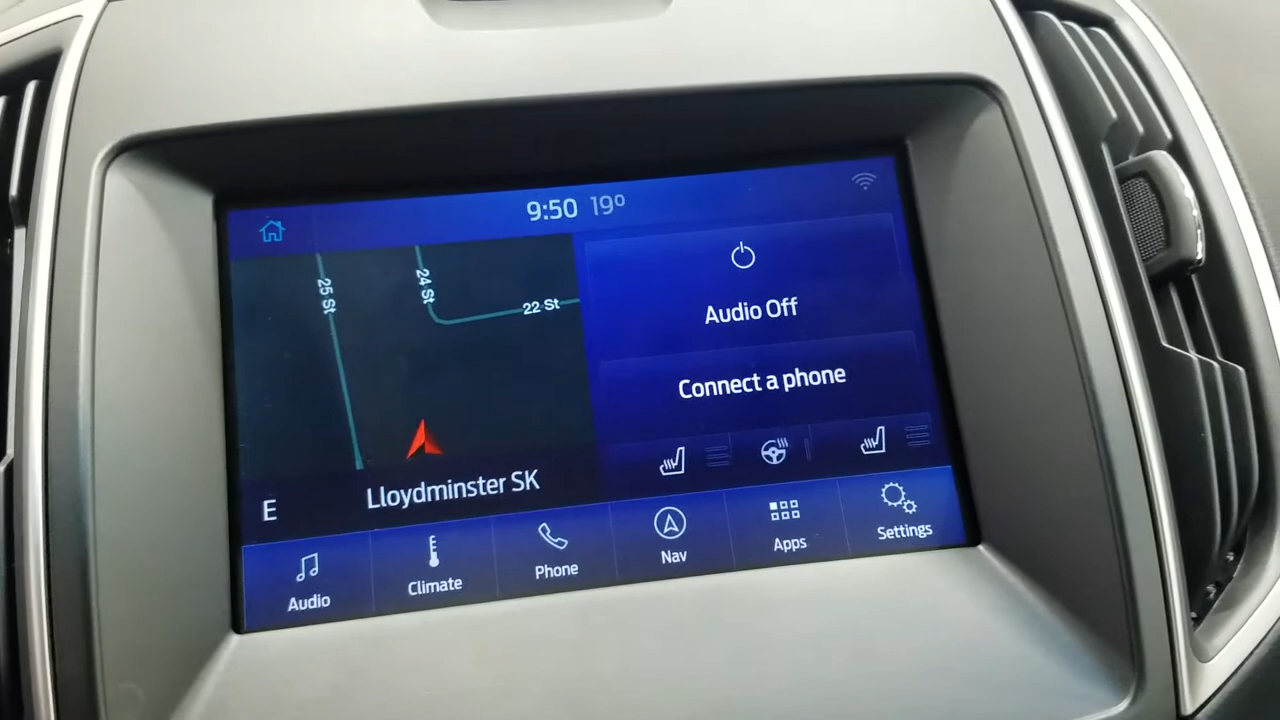 9:50 19°
25 St
24 St
22 St
Audio Off
Connect a phone
E
Lloydminster SK
Audio
Climate
Phone
Nav
Apps
Settings